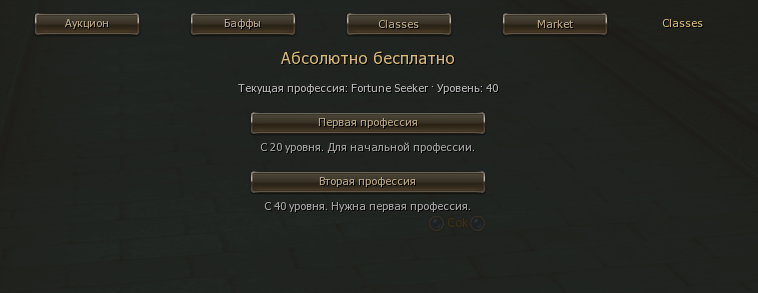 Аукцион Баффы Classes Market Classes
Абсолютно бесплатно
Текущая профессия: Fortune Seeker · Уровень: 40
Первая профессия
С 20 уровня. Для начальной профессии.
Вторая профессия
С 40 уровня. Нужна первая профессия.
Cok